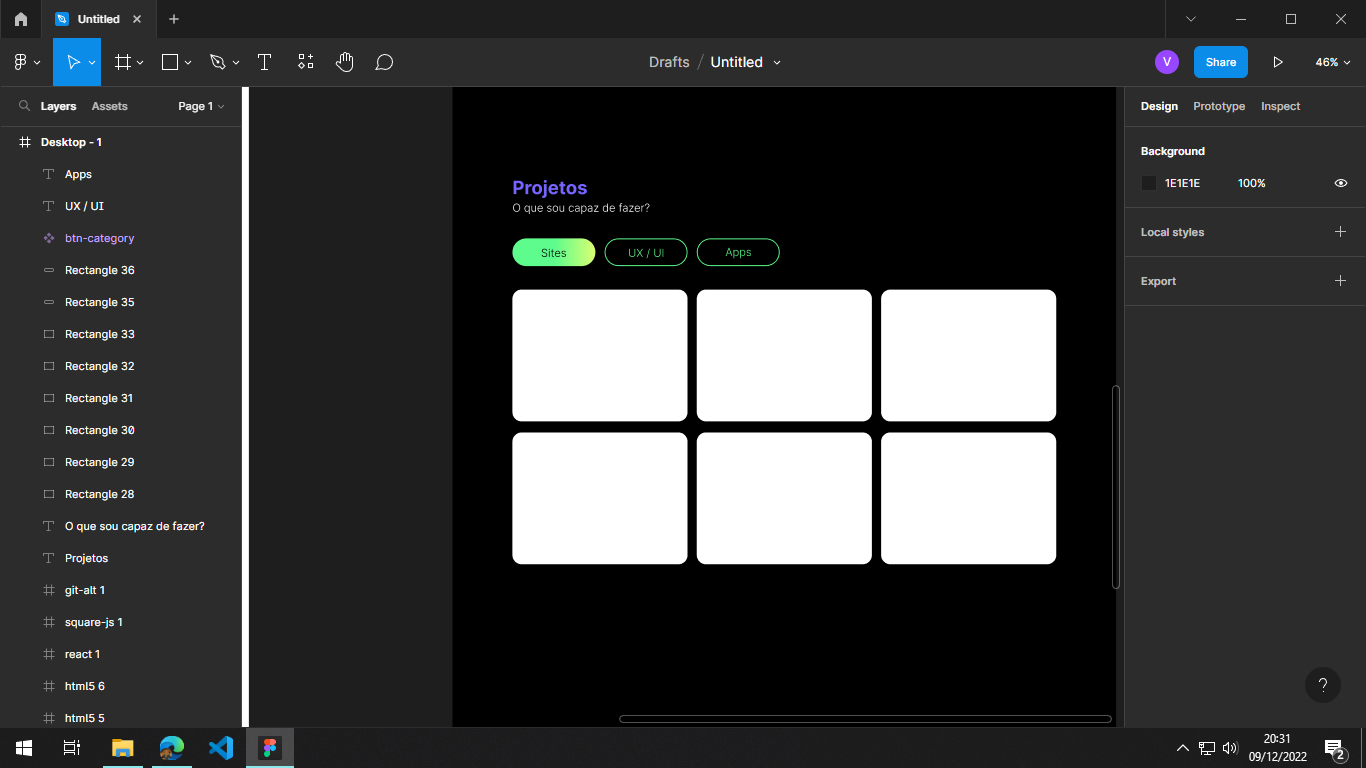 Untitled
Drafts / Untitled
V
Share
46%
Layers
Assets
Page 1
Desktop - 1
Apps
UX / UI
btn-category
Rectangle 36
Rectangle 35
Rectangle 33
Rectangle 32
Rectangle 31
Rectangle 30
Rectangle 29
Rectangle 28
O que sou capaz de fazer?
Projetos
git-alt 1
square-js 1
react 1
html5 6
html5 5
Projetos
O que sou capaz de fazer?
Sites
UX / UI
Apps
Design
Prototype
Inspect
Background
1E1E1E
100%
Local styles
Export
?
20:31
09/12/2022
2